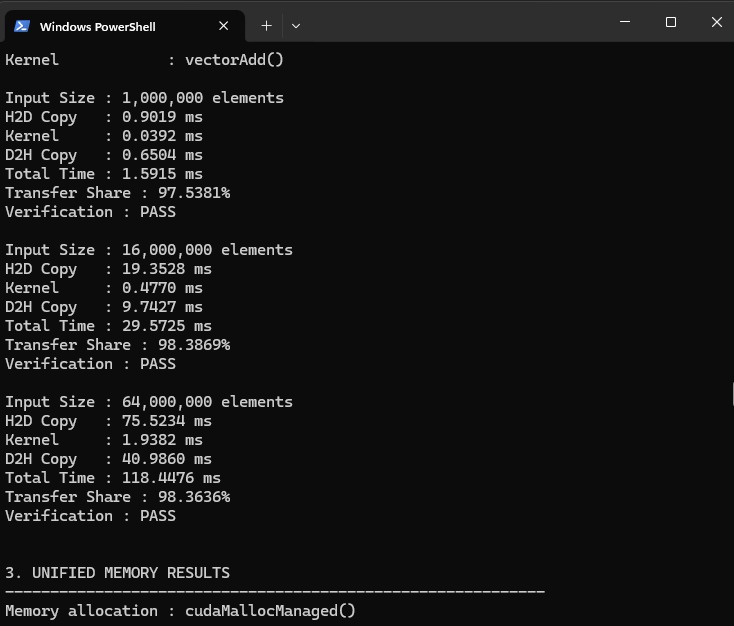 Windows PowerShell
Kernel            : vectorAdd()
Input Size : 1,000,000 elements
H2D Copy   : 0.9019 ms
Kernel     : 0.0392 ms
D2H Copy   : 0.6504 ms
Total Time : 1.5915 ms
Transfer Share : 97.5381%
Verification : PASS
Input Size : 16,000,000 elements
H2D Copy   : 19.3528 ms
Kernel     : 0.4770 ms
D2H Copy   : 9.7427 ms
Total Time : 29.5725 ms
Transfer Share : 98.3869%
Verification : PASS
Input Size : 64,000,000 elements
H2D Copy   : 75.5234 ms
Kernel     : 1.9382 ms
D2H Copy   : 40.9860 ms
Total Time : 118.4476 ms
Transfer Share : 98.3636%
Verification : PASS
3. UNIFIED MEMORY RESULTS
------------------------------------------------------------
Memory allocation : cudaMallocManaged()